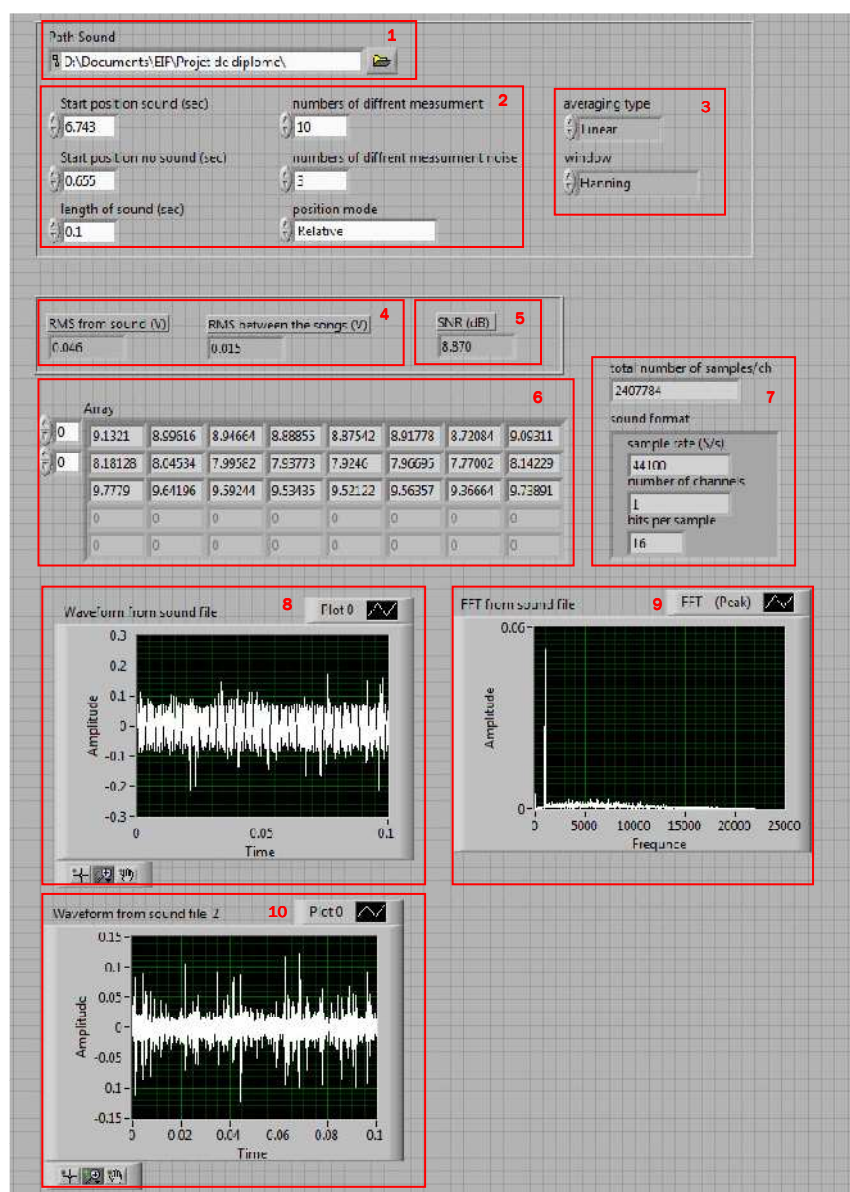 Path Sound
1
D:\Documents\EIF\Projet de diplome\
2
Start position sound (sec)
numbers of diffrent measurment
6.743
10
Start position no sound (sec)
numbers of diffrent measurment noise
0.655
3
length of sound (sec)
position mode
0.1
Relative
averaging type
3
Linear
window
Hanning
4
RMS from sound (V)
RMS between the songs (V)
0.046
0.015
SNR (dB)
5
8.870
6
Array
0 9.1321 8.99616 8.94664 8.88855 8.87542 8.91778 8.72084 9.09311
0 8.18128 8.04534 7.99582 7.93773 7.9246 7.96695 7.77002 8.14229
9.7779 9.64196 9.59244 9.53435 9.52122 9.56357 9.36664 9.73891
0 0 0 0 0 0 0 0
0 0 0 0 0 0 0 0
total number of samples/ch
2407784
7
sound format
sample rate (S/s)
44100
number of channels
1
bits per sample
16
Waveform from sound file
8
Plot 0
0.3
0.2
0.1
0
-0.1
-0.2
-0.3
Amplitude
0 0.05 0.1
Time
FFT from sound file
9
FFT (Peak)
0.06
0
Amplitude
0 5000 10000 15000 20000 25000
Frequnce
Waveform from sound file 2
10
Plot 0
0.15
0.1
0.05
0
-0.05
0.1
-0.15
Amplitude
0 0.02 0.04 0.06 0.08 0.1
Time